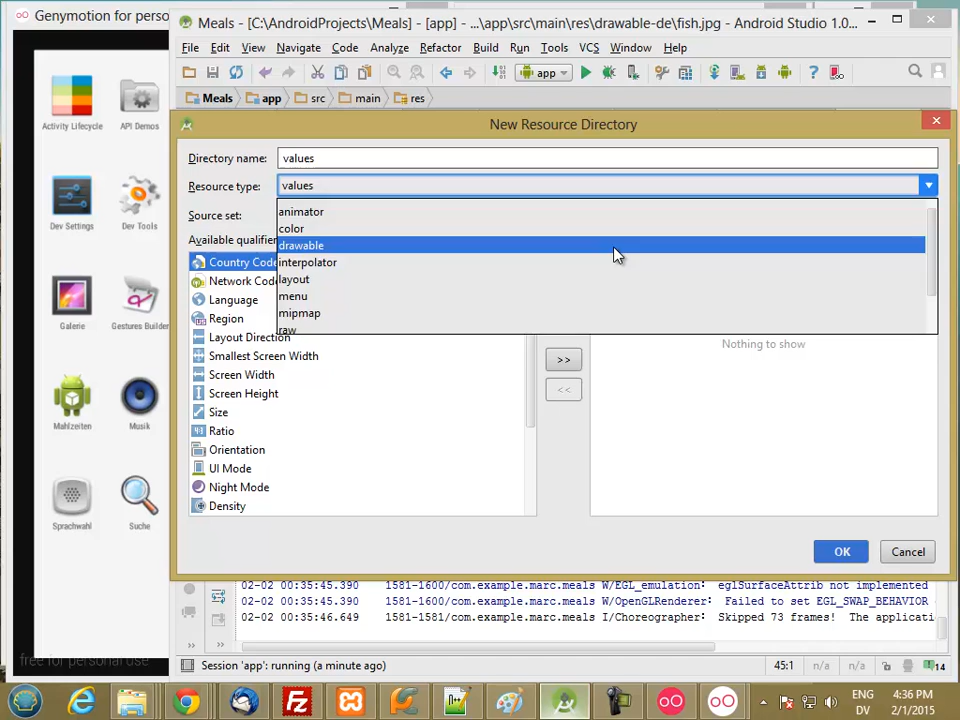 Genymotion for perso
Meals - [C:\AndroidProjects\Meals] - [app] - ...\app\src\main\res\drawable-de\fish.jpg - Android Studio 1.0...
File Edit View Navigate Code Analyze Refactor Build Run Tools VCS Window Help
app
Meals app src main res
New Resource Directory
Directory name: values
Resource type: values
Source set:
Available qualifie
animator
color
drawable
interpolator
layout
menu
mipmap
raw
Country Code
Network Cod
Language
Region
Layout Direction
Smallest Screen Width
Screen Width
Screen Height
Size
Ratio
Orientation
UI Mode
Night Mode
Density
>>
<<
Nothing to show
OK Cancel
Activity Lifecycle
API Demos
Dev Settings
Dev Tools
Galerie
Gestures Builder
Mahlzeiten
Musik
Sprachwahl
Suche
free for personal use
02-02 00:35:45.390 1581-1600/com.example.marc.meals W/EGL_emulation: eglSurfaceAttrib not implemented
02-02 00:35:45.390 1581-1600/com.example.marc.meals W/OpenGLRenderer: Failed to set EGL_SWAP_BEHAVIOR
02-02 00:35:46.649 1581-1581/com.example.marc.meals I/Choreographer: Skipped 73 frames! The applicati
Session 'app': running (a minute ago)
45:1 n/a n/a 14
ENG
DV
4:36 PM
2/1/2015